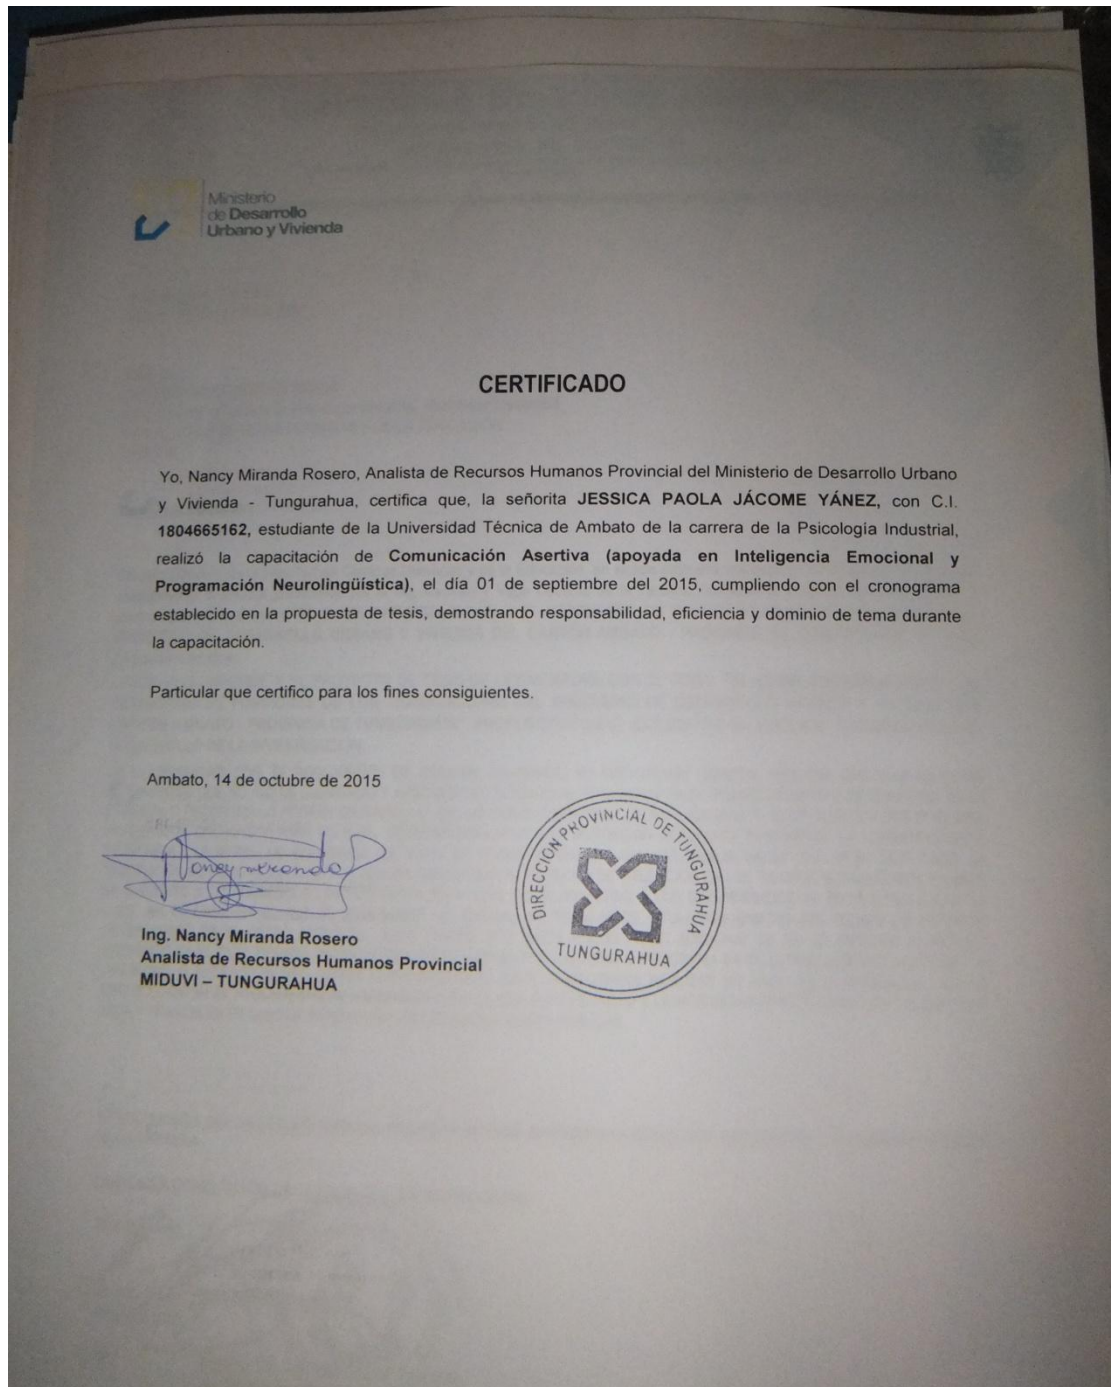 Ministerio
de Desarrollo
Urbano y Vivienda
CERTIFICADO
Yo, Nancy Miranda Rosero, Analista de Recursos Humanos Provincial del Ministerio de Desarrollo Urbano
y Vivienda - Tungurahua, certifica que, la señorita JESSICA PAOLA JÁCOME YÁNEZ, con C.I.
1804665162, estudiante de la Universidad Técnica de Ambato de la carrera de la Psicología Industrial,
realizó la capacitación de Comunicación Asertiva (apoyada en Inteligencia Emocional y
Programación Neurolingüística), el día 01 de septiembre del 2015, cumpliendo con el cronograma
establecido en la propuesta de tesis, demostrando responsabilidad, eficiencia y dominio de tema durante
la capacitación.
Particular que certifico para los fines consiguientes.
Ambato, 14 de octubre de 2015
Ing. Nancy Miranda Rosero
Analista de Recursos Humanos Provincial
MIDUVI – TUNGURAHUA
DIRECCION PROVINCIAL DE TUNGURAHUA
TUNGURAHUA